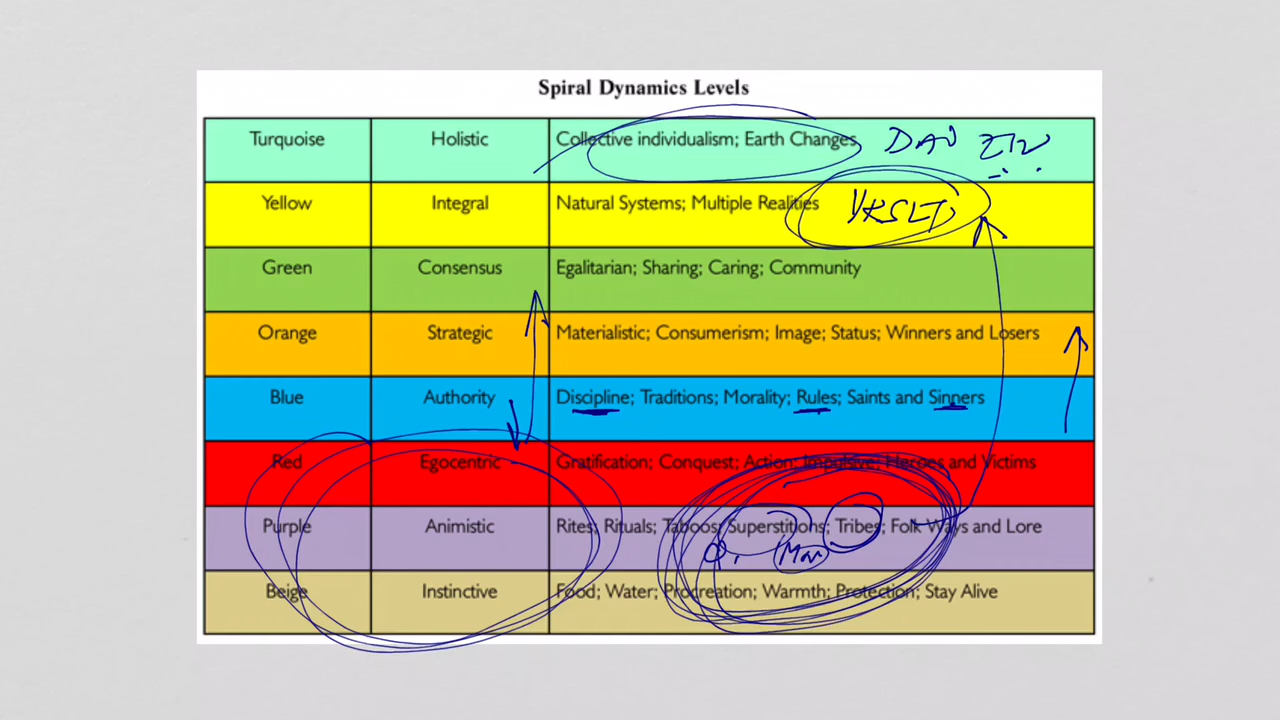 Spiral Dynamics Levels
Turquoise Holistic Collective individualism; Earth Changes
Yellow Integral Natural Systems; Multiple Realities
Green Consensus Egalitarian; Sharing; Caring; Community
Orange Strategic Materialistic; Consumerism; Image; Status; Winners and Losers
Blue Authority Discipline; Traditions; Morality; Rules; Saints and Sinners
Red Egocentric Gratification; Conquest; Action; Impulsive; Heroes and Victims
Purple Animistic Rites; Rituals; Taboos; Superstitions; Tribes; Folk Ways and Lore
Beige Instinctive Food; Water; Procreation; Warmth; Protection; Stay Alive